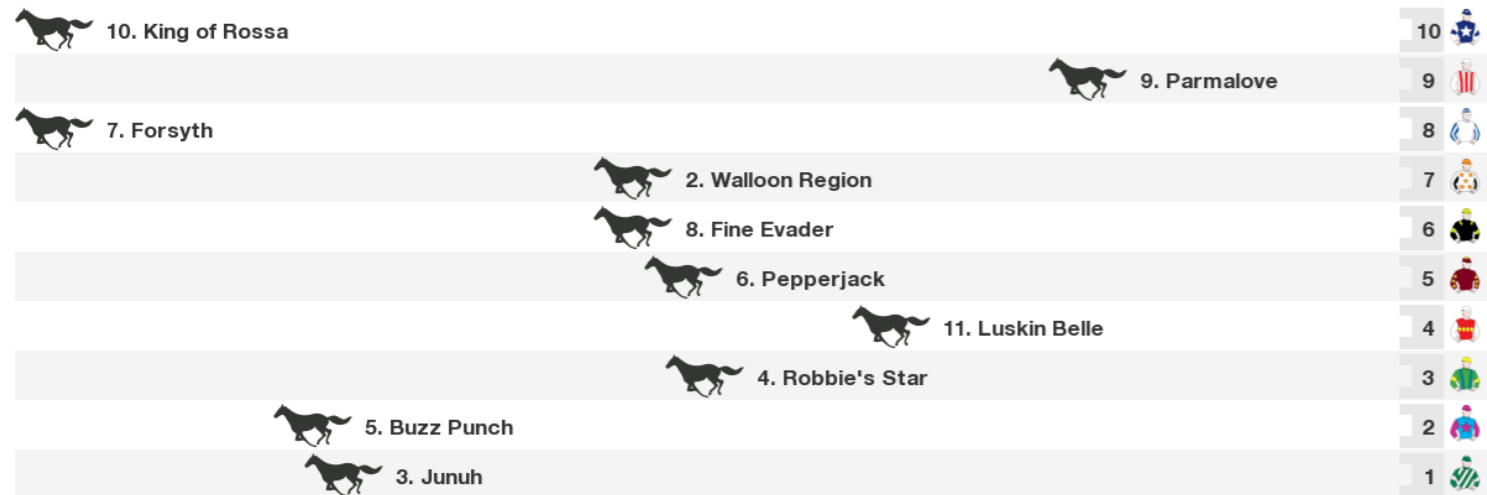 10. King of Rossa 10
9. Parmalove 9
7. Forsyth 8
2. Walloon Region 7
8. Fine Evader 6
6. Pepperjack 5
11. Luskin Belle 4
4. Robbie's Star 3
5. Buzz Punch 2
3. Junuh 1